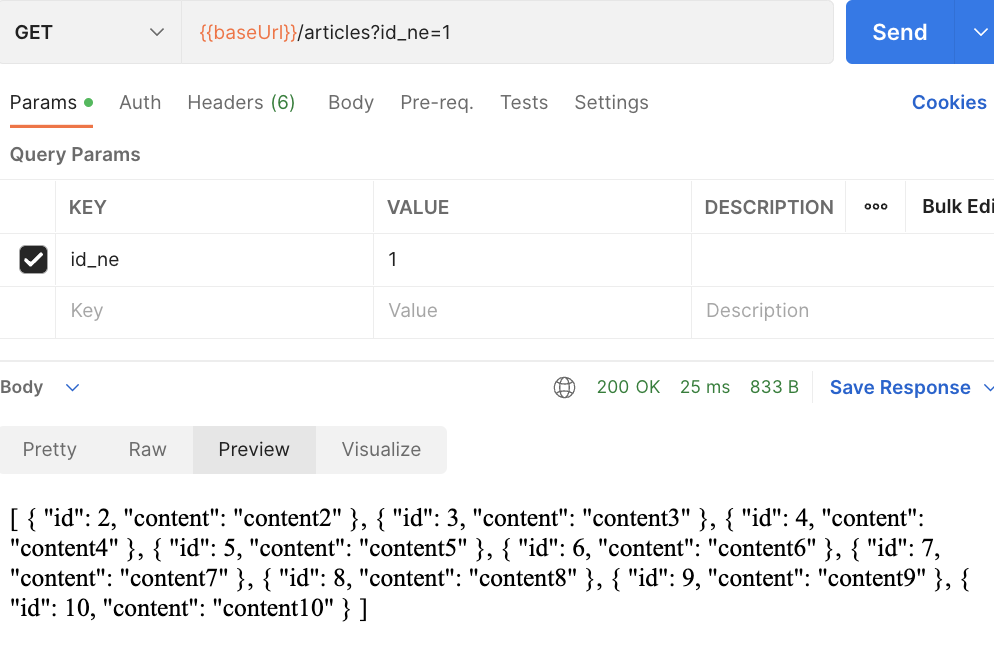 GET {{baseUrl}}/articles?id_ne=1 Send
Params Auth Headers (6) Body Pre-req. Tests Settings Cookies
Query Params
KEY VALUE DESCRIPTION ooo Bulk Edi
id_ne 1
Key Value Description
Body 200 OK 25 ms 833 B Save Response
Pretty Raw Preview Visualize
[ { "id": 2, "content": "content2" }, { "id": 3, "content": "content3" }, { "id": 4, "content":
"content4" }, { "id": 5, "content": "content5" }, { "id": 6, "content": "content6" }, { "id": 7,
"content": "content7" }, { "id": 8, "content": "content8" }, { "id": 9, "content": "content9" }, {
"id": 10, "content": "content10" } ]